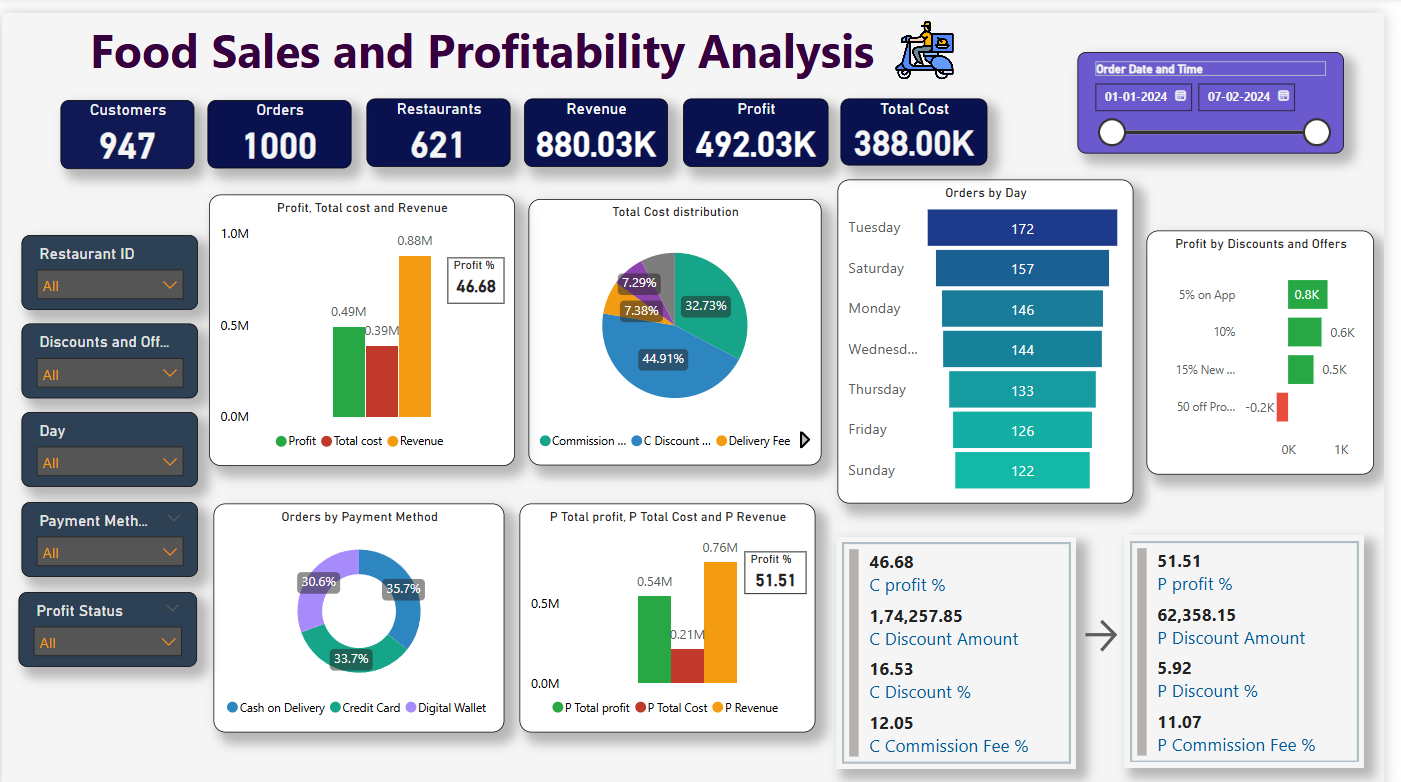 Food Sales and Profitability Analysis
Order Date and Time
01-01-2024 07-02-2024
Customers
947
Orders
1000
Restaurants
621
Revenue
880.03K
Profit
492.03K
Total Cost
388.00K
Restaurant ID
All
Discounts and Off...
All
Day
All
Payment Meth...
All
Profit Status
All
Profit, Total cost and Revenue
1.0M
0.5M
0.0M
0.49M
0.39M
0.88M
Profit %
46.68
Profit Total cost Revenue
Total Cost distribution
7.29%
7.38%
32.73%
44.91%
Commission ... C Discount ... Delivery Fee
Orders by Day
Tuesday 172
Saturday 157
Monday 146
Wednesd... 144
Thursday 133
Friday 126
Sunday 122
Profit by Discounts and Offers
5% on App 0.8K
10% 0.6K
15% New ... 0.5K
50 off Pro... -0.2K
0K 1K
Orders by Payment Method
30.6%
35.7%
33.7%
Cash on Delivery Credit Card Digital Wallet
P Total profit, P Total Cost and P Revenue
0.5M
0.0M
0.54M
0.21M
0.76M
Profit %
51.51
P Total profit P Total Cost P Revenue
46.68
C profit %
1,74,257.85
C Discount Amount
16.53
C Discount %
12.05
C Commission Fee %
51.51
P profit %
62,358.15
P Discount Amount
5.92
P Discount %
11.07
P Commission Fee %